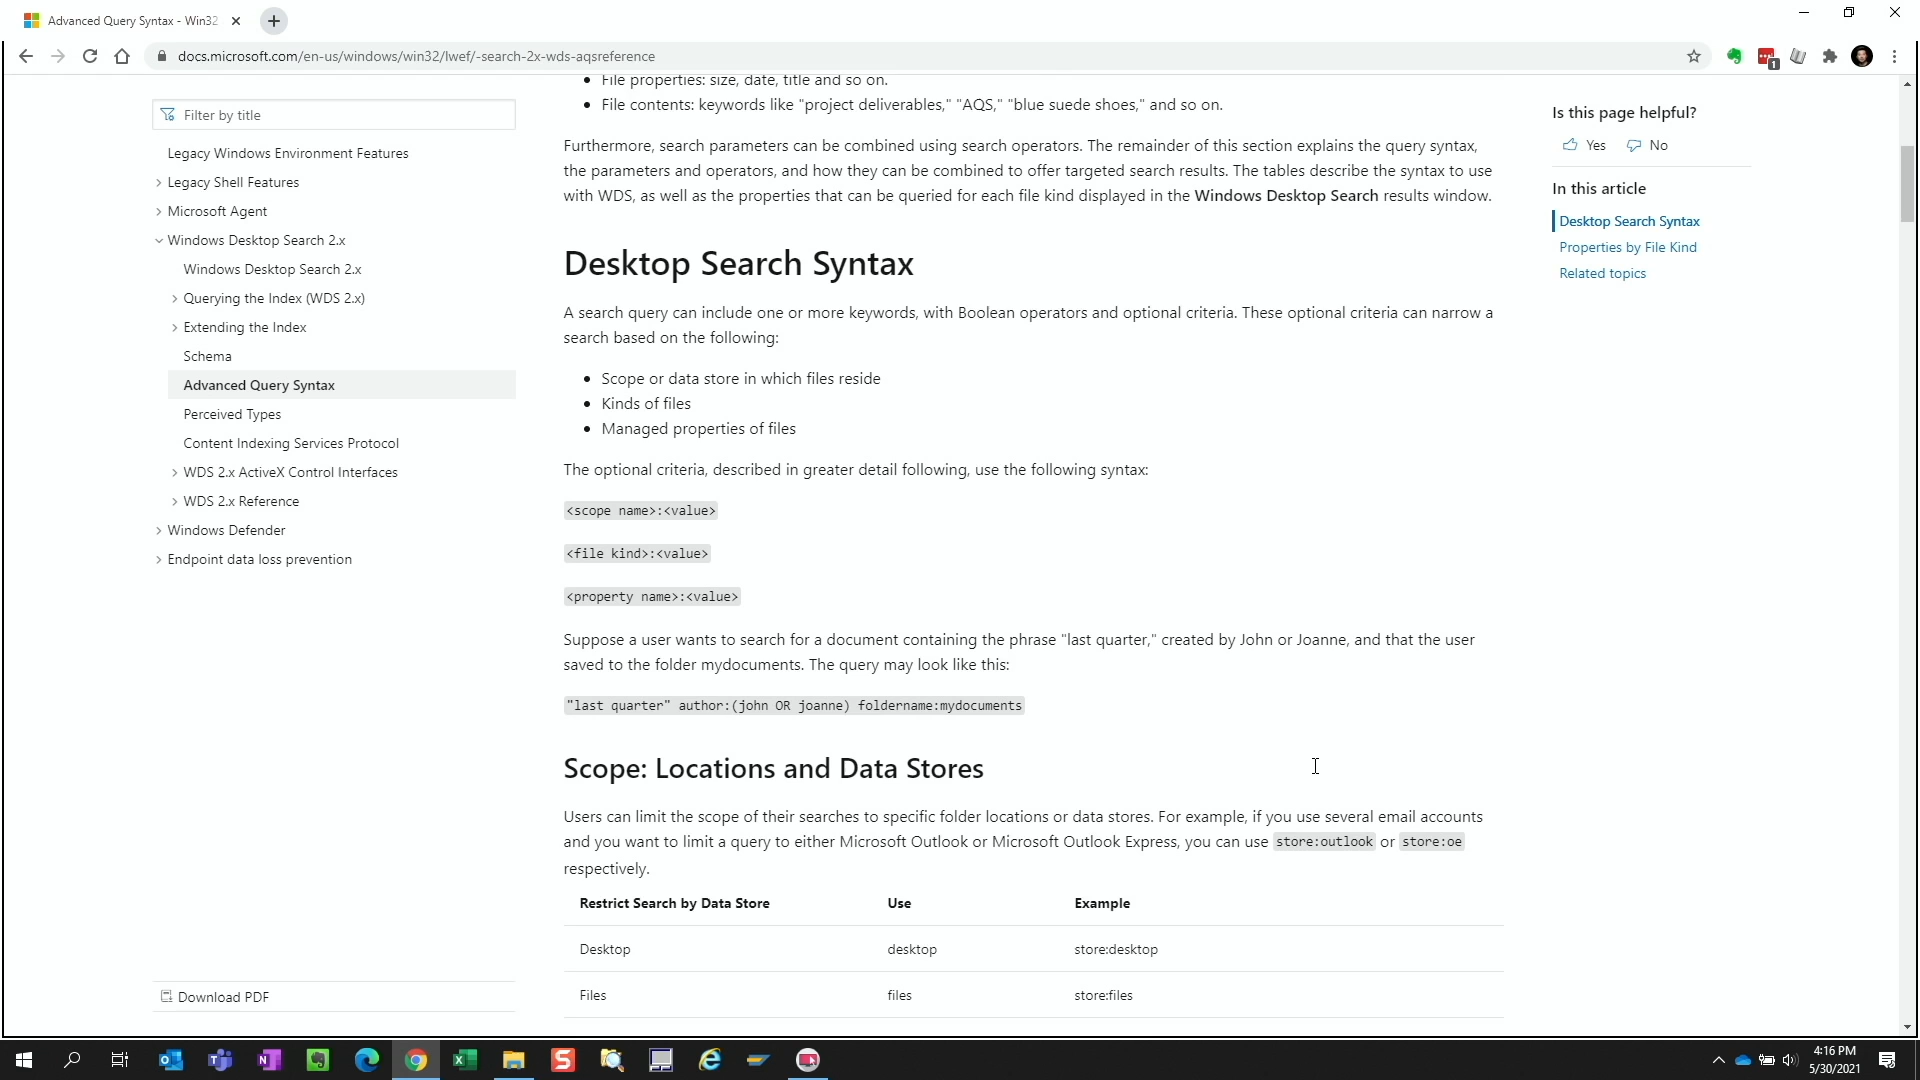 Advanced Query Syntax - Win32
docs.microsoft.com/en-us/windows/win32/lwef/-search-2x-wds-aqsreference
1
Filter by title
Legacy Windows Environment Features
Legacy Shell Features
Microsoft Agent
Windows Desktop Search 2.x
Windows Desktop Search 2.x
Querying the Index (WDS 2.x)
Extending the Index
Schema
Advanced Query Syntax
Perceived Types
Content Indexing Services Protocol
WDS 2.x ActiveX Control Interfaces
WDS 2.x Reference
Windows Defender
Endpoint data loss prevention
Download PDF
• File properties: size, date, title and so on.
• File contents: keywords like "project deliverables," "AQS," "blue suede shoes," and so on.
Furthermore, search parameters can be combined using search operators. The remainder of this section explains the query syntax,
the parameters and operators, and how they can be combined to offer targeted search results. The tables describe the syntax to use
with WDS, as well as the properties that can be queried for each file kind displayed in the Windows Desktop Search results window.
Desktop Search Syntax
A search query can include one or more keywords, with Boolean operators and optional criteria. These optional criteria can narrow a
search based on the following:
• Scope or data store in which files reside
• Kinds of files
• Managed properties of files
The optional criteria, described in greater detail following, use the following syntax:
<scope name>:<value>
<file kind>:<value>
<property name>:<value>
Suppose a user wants to search for a document containing the phrase "last quarter," created by John or Joanne, and that the user
saved to the folder mydocuments. The query may look like this:
"last quarter" author:(john OR joanne) foldername:mydocuments
Scope: Locations and Data Stores
Users can limit the scope of their searches to specific folder locations or data stores. For example, if you use several email accounts
and you want to limit a query to either Microsoft Outlook or Microsoft Outlook Express, you can use store:outlook or store:oe
respectively.
Restrict Search by Data Store Use Example
Desktop desktop store:desktop
Files files store:files
Is this page helpful?
Yes No
In this article
Desktop Search Syntax
Properties by File Kind
Related topics
4:16 PM
5/30/2021